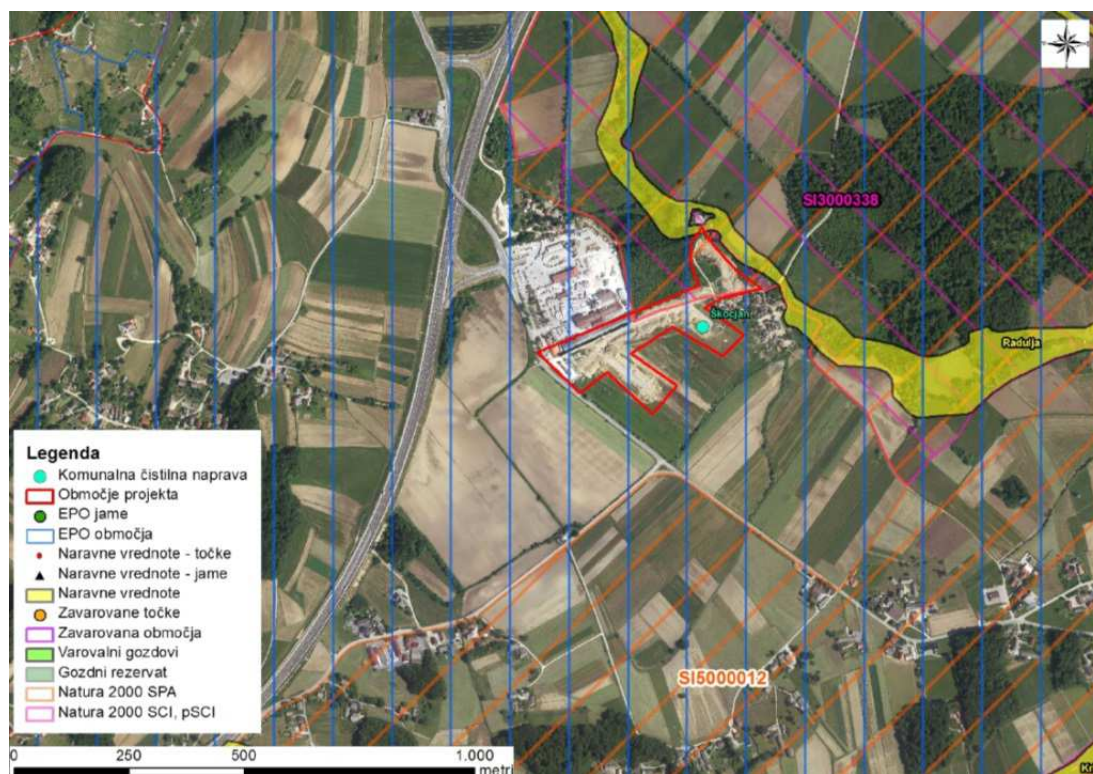 SI3000338
Škocjan
Radulja
SI5000012
Legenda
Komunalna čistilna naprava
Območje projekta
EPO jame
EPO območja
Naravne vrednote - točke
Naravne vrednote - jame
Naravne vrednote
Zavarovane točke
Zavarovana območja
Varovalni gozdovi
Gozdni rezervat
Natura 2000 SPA
Natura 2000 SCI, pSCI
0 250 500 1.000
metri